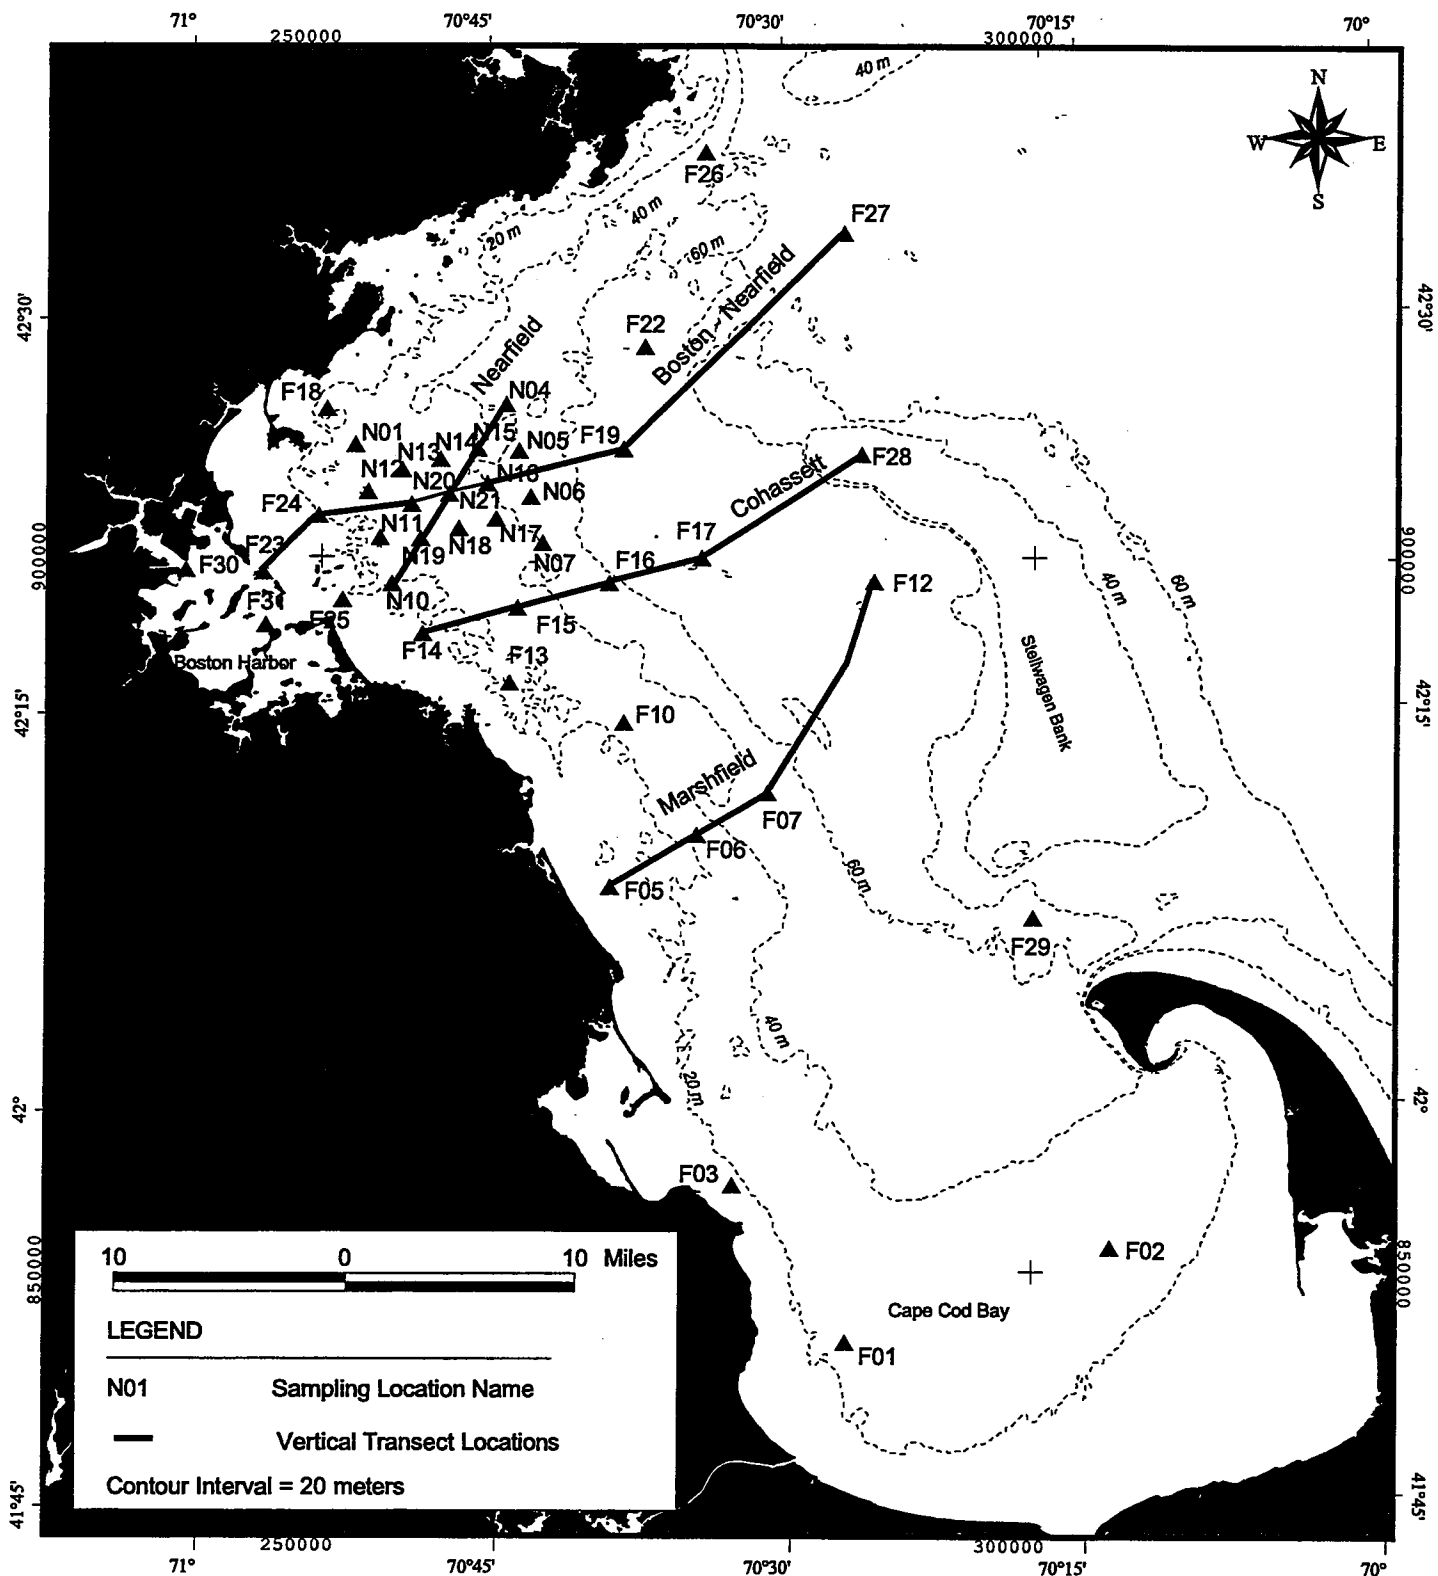 71°
70°45'
70°30'
70°15'
70°
250000
300000
40 m
N
W
E
S
F26
F27
40 m
20 m
60 m
42°30'
42°30'
Boston - Nearfield
F22
Nearfield
F18
N04
N01
N14
N15
N05
F19
N13
N12
F28
N20
N16
Cohassett
F24
N21
N06
N11
N18
N17
F17
F23
N19
N07
F16
F30
F12
900000
900000
40 m
60 m
N10
F25
F15
F14
F13
Boston Harbor
Stellwagen Bank
F10
42°15'
42°15'
Marshfield
F07
F06
60 m
F05
F29
40 m
20 m
42°
42°
F03
F02
10 0 10 Miles
850000
850000
LEGEND
Cape Cod Bay
F01
N01 Sampling Location Name
Vertical Transect Locations
Contour Interval = 20 meters
41°45'
41°45'
250000
300000
71°
70°45'
70°30'
70°15'
70°